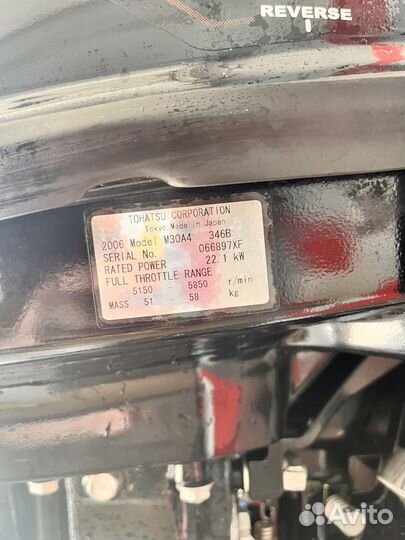 REVERSE
TOHATSU CORPORATION
Tokyo Made in Japan
2006 Model M30A4 346B
SERIAL No. 066897XF
RATED POWER 22.1 kW
FULL THROTTLE RANGE
5150 - 5850 r/min
MASS 51 - 58 kg
Avito